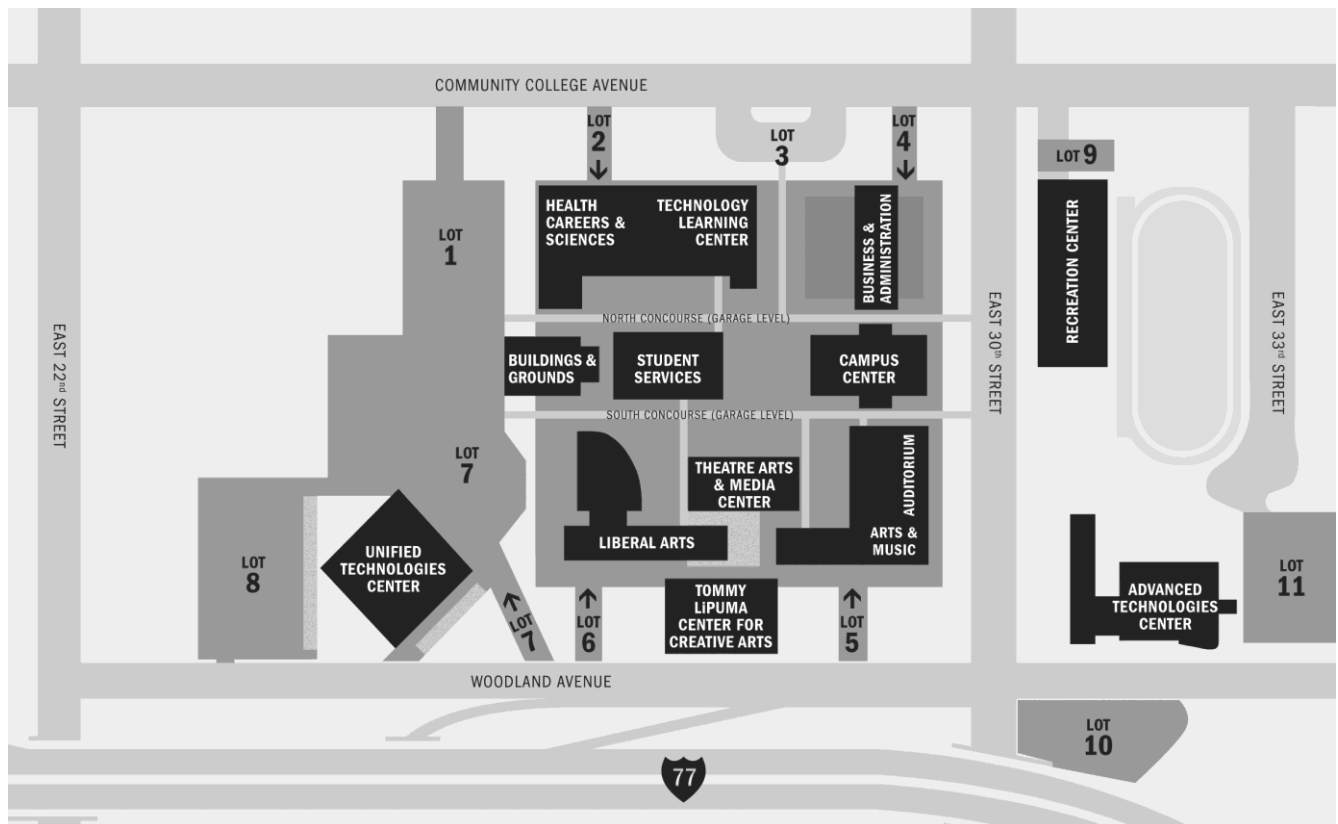 COMMUNITY COLLEGE AVENUE
LOT
2
LOT
3
LOT
4
LOT 9
HEALTH
CAREERS &
SCIENCES
TECHNOLOGY
LEARNING
CENTER
BUSINESS &
ADMINISTRATION
LOT
1
RECREATION CENTER
NORTH CONCOURSE (GARAGE LEVEL)
EAST 22nd STREET
EAST 30th STREET
EAST 33rd STREET
BUILDINGS &
GROUNDS
STUDENT
SERVICES
CAMPUS
CENTER
SOUTH CONCOURSE (GARAGE LEVEL)
LOT
7
THEATRE ARTS
& MEDIA
CENTER
AUDITORIUM
ARTS &
MUSIC
LIBERAL ARTS
UNIFIED
TECHNOLOGIES
CENTER
LOT
8
LOT
7
LOT
6
TOMMY
LiPUMA
CENTER FOR
CREATIVE ARTS
LOT
5
ADVANCED
TECHNOLOGIES
CENTER
LOT
11
WOODLAND AVENUE
LOT
10
77